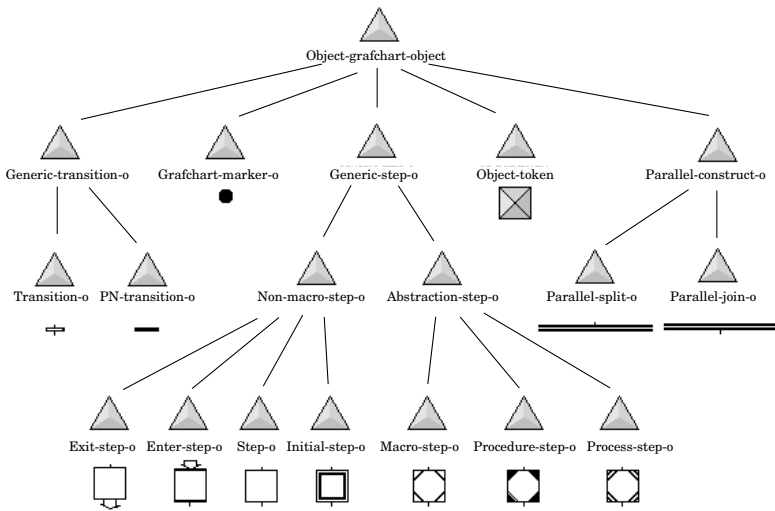 Object-grafchart-object
Generic-transition-o Grafchart-marker-o Generic-step-o Object-token Parallel-construct-o
Transition-o PN-transition-o Non-macro-step-o Abstraction-step-o Parallel-split-o Parallel-join-o
Exit-step-o Enter-step-o Step-o Initial-step-o Macro-step-o Procedure-step-o Process-step-o